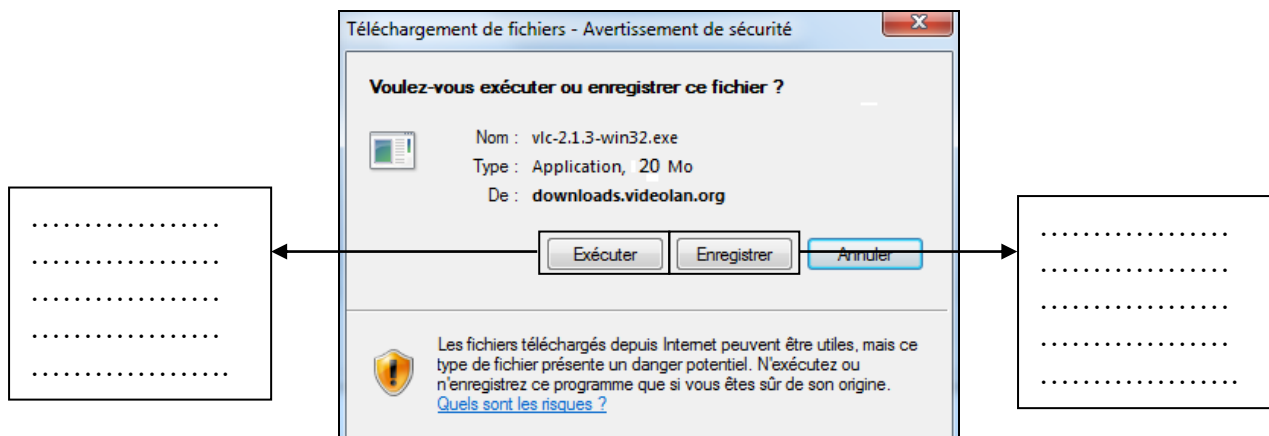 Téléchargement de fichiers - Avertissement de sécurité
Voulez-vous exécuter ou enregistrer ce fichier ?
Nom : vlc-2.1.3-win32.exe
Type : Application, 20 Mo
De : downloads.videolan.org
Exécuter Enregistrer Annuler
Les fichiers téléchargés depuis Internet peuvent être utiles, mais ce
type de fichier présente un danger potentiel. N'exécutez ou
n'enregistrez ce programme que si vous êtes sûr de son origine.
Quels sont les risques ?
..................
..................
..................
..................
...................
..................
..................
..................
..................
...................